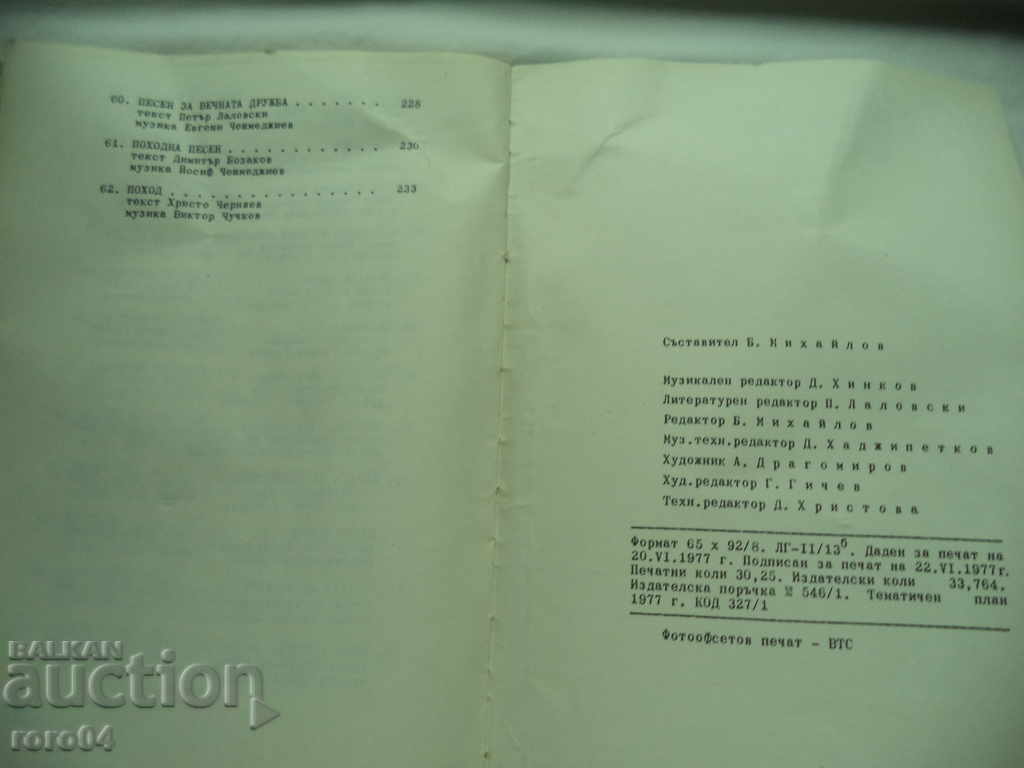 60. ПЕСЕН ЗА ВЕЧНАТА ДРУЖБА . . . . . . . 228
текст Петър Лаловски
музика Евгени Чешмеджиев
61. ПОХОДНА ПЕСЕН . . . . . . . . . . . . 230
текст Димитър Бозаков
музика Йосиф Чешмеджиев
62. ПОХОД . . . . . . . . . . . . . . . . 233
текст Христо Черняев
музика Виктор Чучков
Съставител Б. Михайлов
Музикален редактор Д. Хинков
Литературен редактор П. Лаловски
Редактор Б. Михайлов
Муз.техн.редактор Д. Хаджипетков
Художник А. Драгомиров
Худ.редактор Г. Гичев
Техн.редактор Д. Христова
Формат 65 х 92/8. ЛГ-II/13б. Даден за печат на
20.VI.1977 г. Подписан за печат на 22.VI.1977г.
Печатни коли 30,25. Издателски коли 33,764.
Издателска поръчка № 546/1. Тематичен план
1977 г. КОД 327/1
Фотоофсетов печат - ВТС
BALKAN
auction
roro04